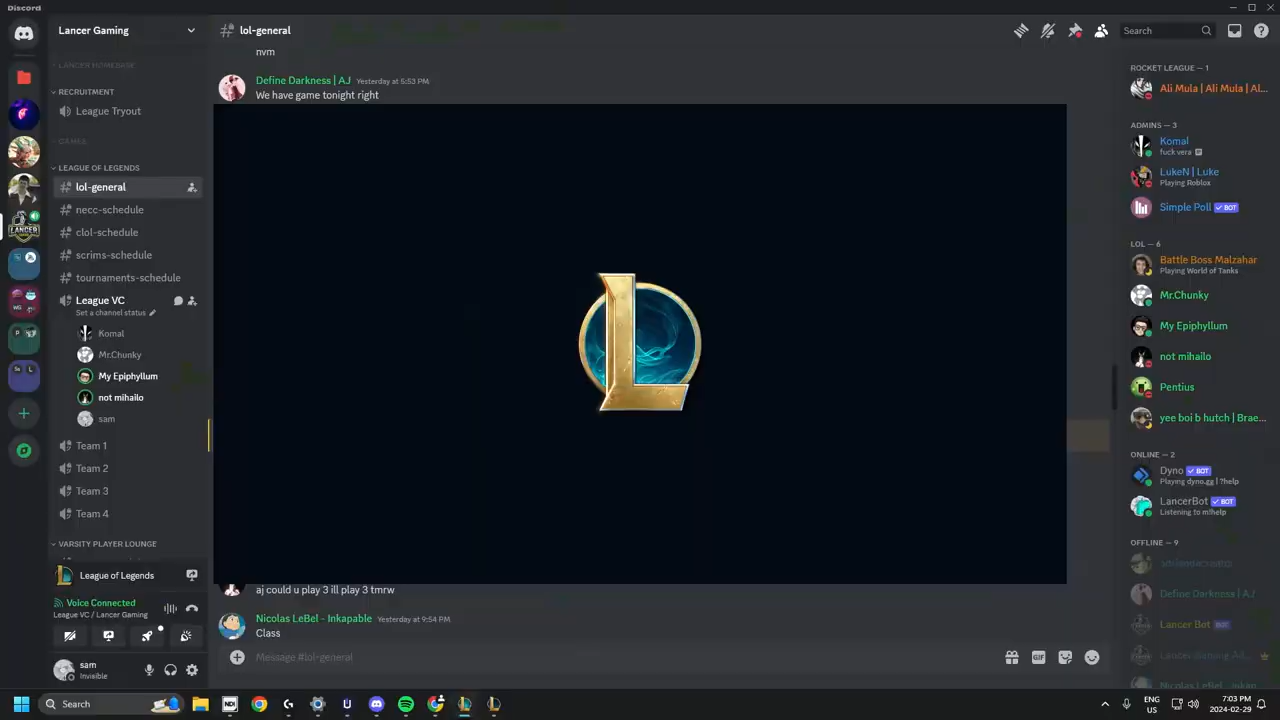 Discord
Lancer Gaming
lol-general
Search
LANCER HOMEBASE
RECRUITMENT
League Tryout
GAMES
LEAGUE OF LEGENDS
lol-general
necc-schedule
clol-schedule
scrims-schedule
tournaments-schedule
League VC
Set a channel status
Komal
Mr.Chunky
My Epiphyllum
not mihailo
sam
Team 1
Team 2
Team 3
Team 4
VARSITY PLAYER LOUNGE
League of Legends
Voice Connected
League VC / Lancer Gaming
sam
Invisible
nvm
Define Darkness | AJ Yesterday at 5:53 PM
We have game tonight right
L
aj could u play 3 ill play 3 tmrw
Nicolas LeBel - Inkapable Yesterday at 9:54 PM
Class
Message #lol-general
GIF
ROCKET LEAGUE — 1
Ali Mula | Ali Mula | Al...
ADMINS — 3
Komal
fuck vera
LukeN | Luke
Playing Roblox
Simple Poll BOT
LOL — 6
Battle Boss Malzahar
Playing World of Tanks
Mr.Chunky
My Epiphyllum
not mihailo
Pentius
yee boi b hutch | Brae...
ONLINE — 2
Dyno BOT
Playing dyno.gg | ?help
LancerBot BOT
Listening to m!help
OFFLINE — 9
Define Darkness | AJ
Lancer Bot BOT
Search
NDI
ENG
US
7:03 PM
2024-02-29